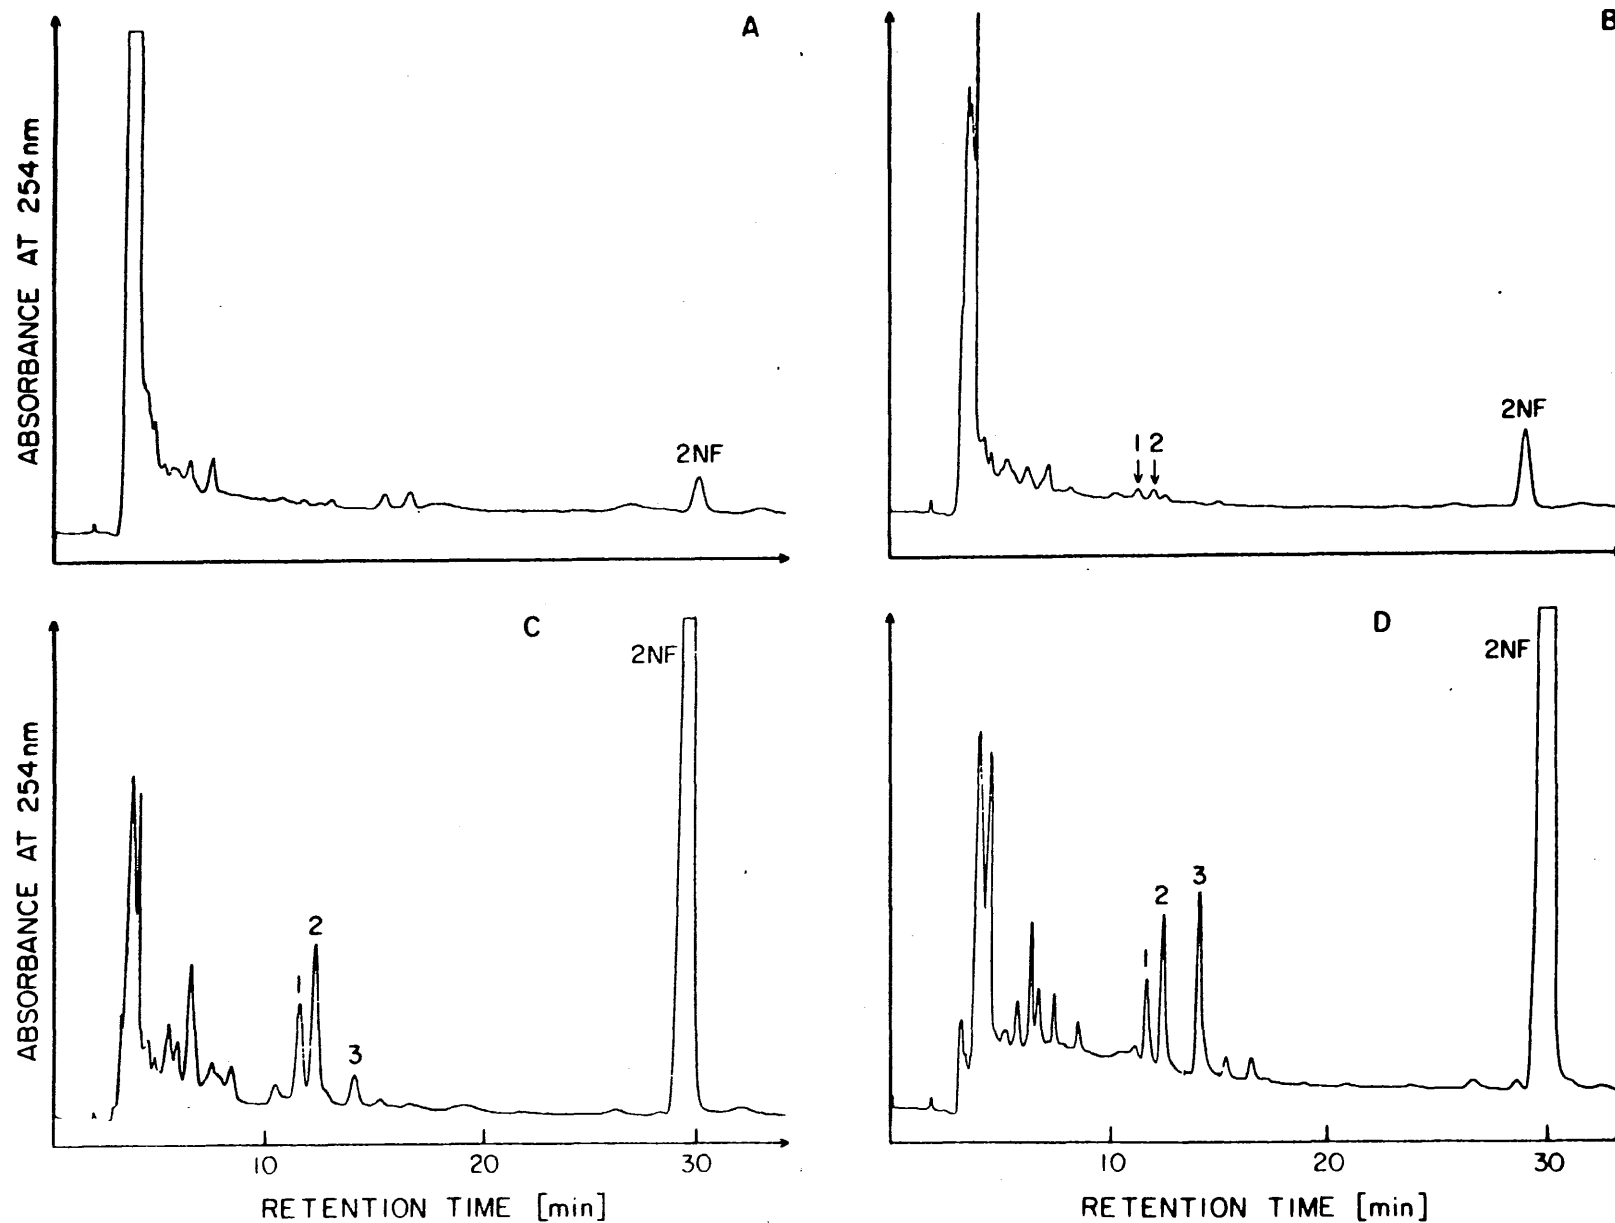 A
B
ABSORBANCE AT 254nm
2NF
2NF
1 2
C
D
ABSORBANCE AT 254nm
2NF
2NF
1
2
3
1
2
3
10
20
30
10
20
30
RETENTION TIME [min]
RETENTION TIME [min]